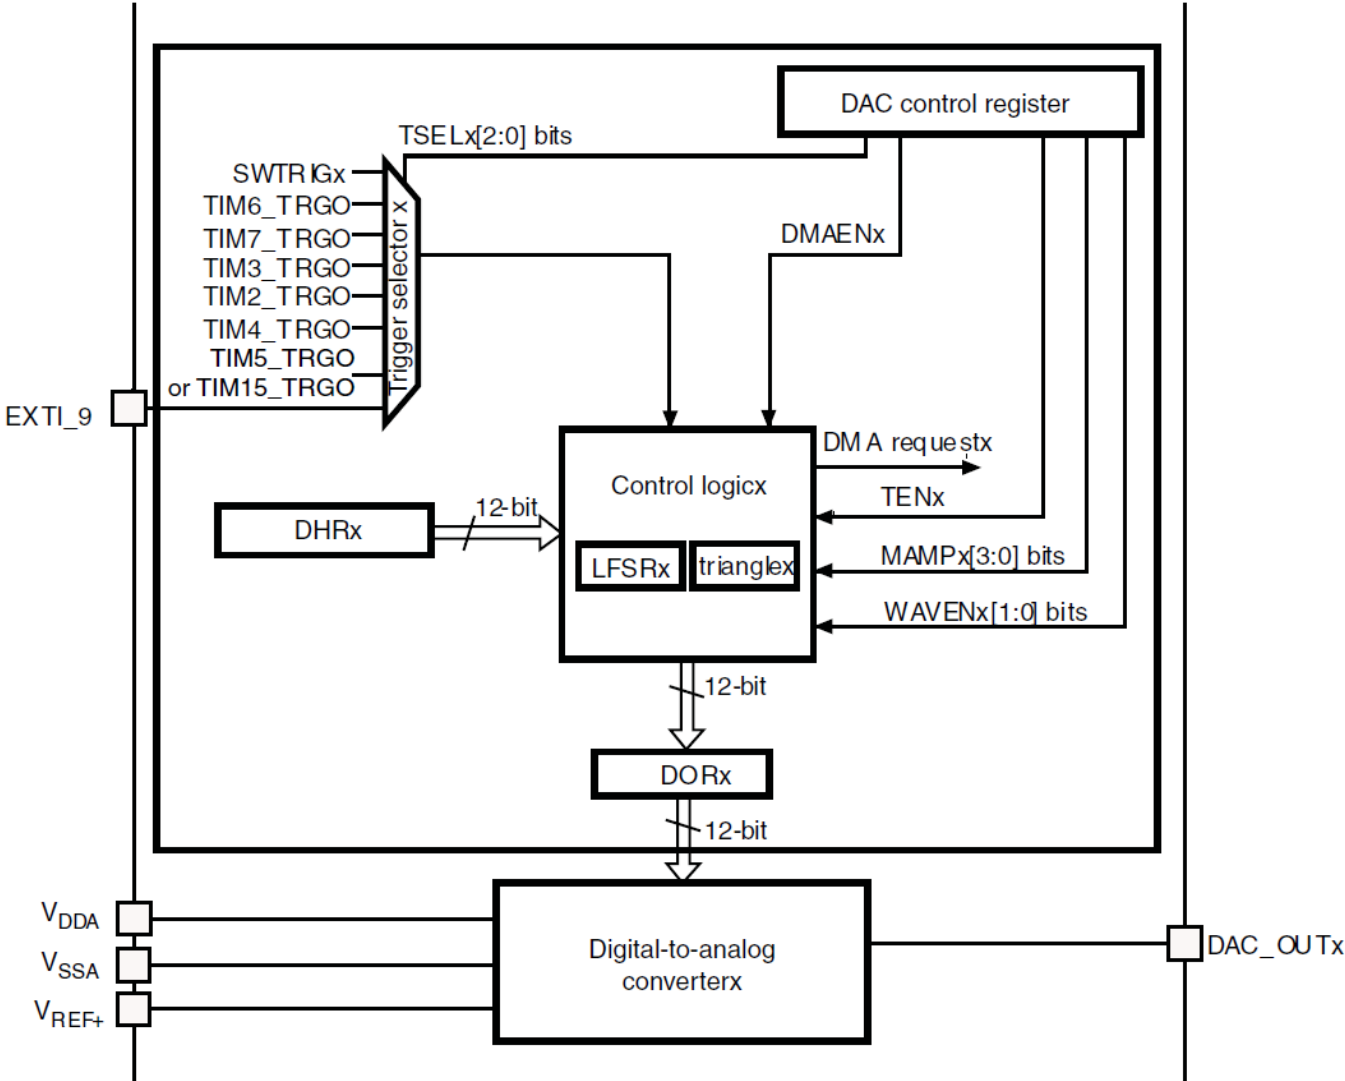 DAC control register
TSELx[2:0] bits
SWTRIGx
TIM6_TRGO
TIM7_TRGO
TIM3_TRGO
TIM2_TRGO
TIM4_TRGO
TIM5_TRGO
or TIM15_TRGO
Trigger selector x
DMAENx
EXTI_9
DMA requestx
Control logicx
TENx
12-bit
DHRx
LFSRx
trianglex
MAMPx[3:0] bits
WAVENx[1:0] bits
12-bit
DORx
12-bit
VDDA
VSSA
VREF+
Digital-to-analog
converterx
DAC_OUTx